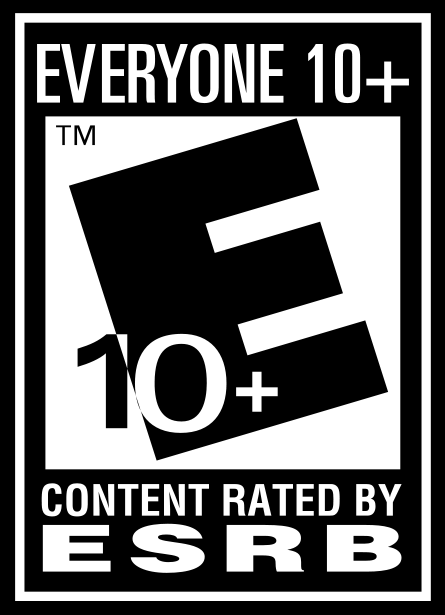 EVERYONE 10+
TM
E
10+
CONTENT RATED BY
ESRB